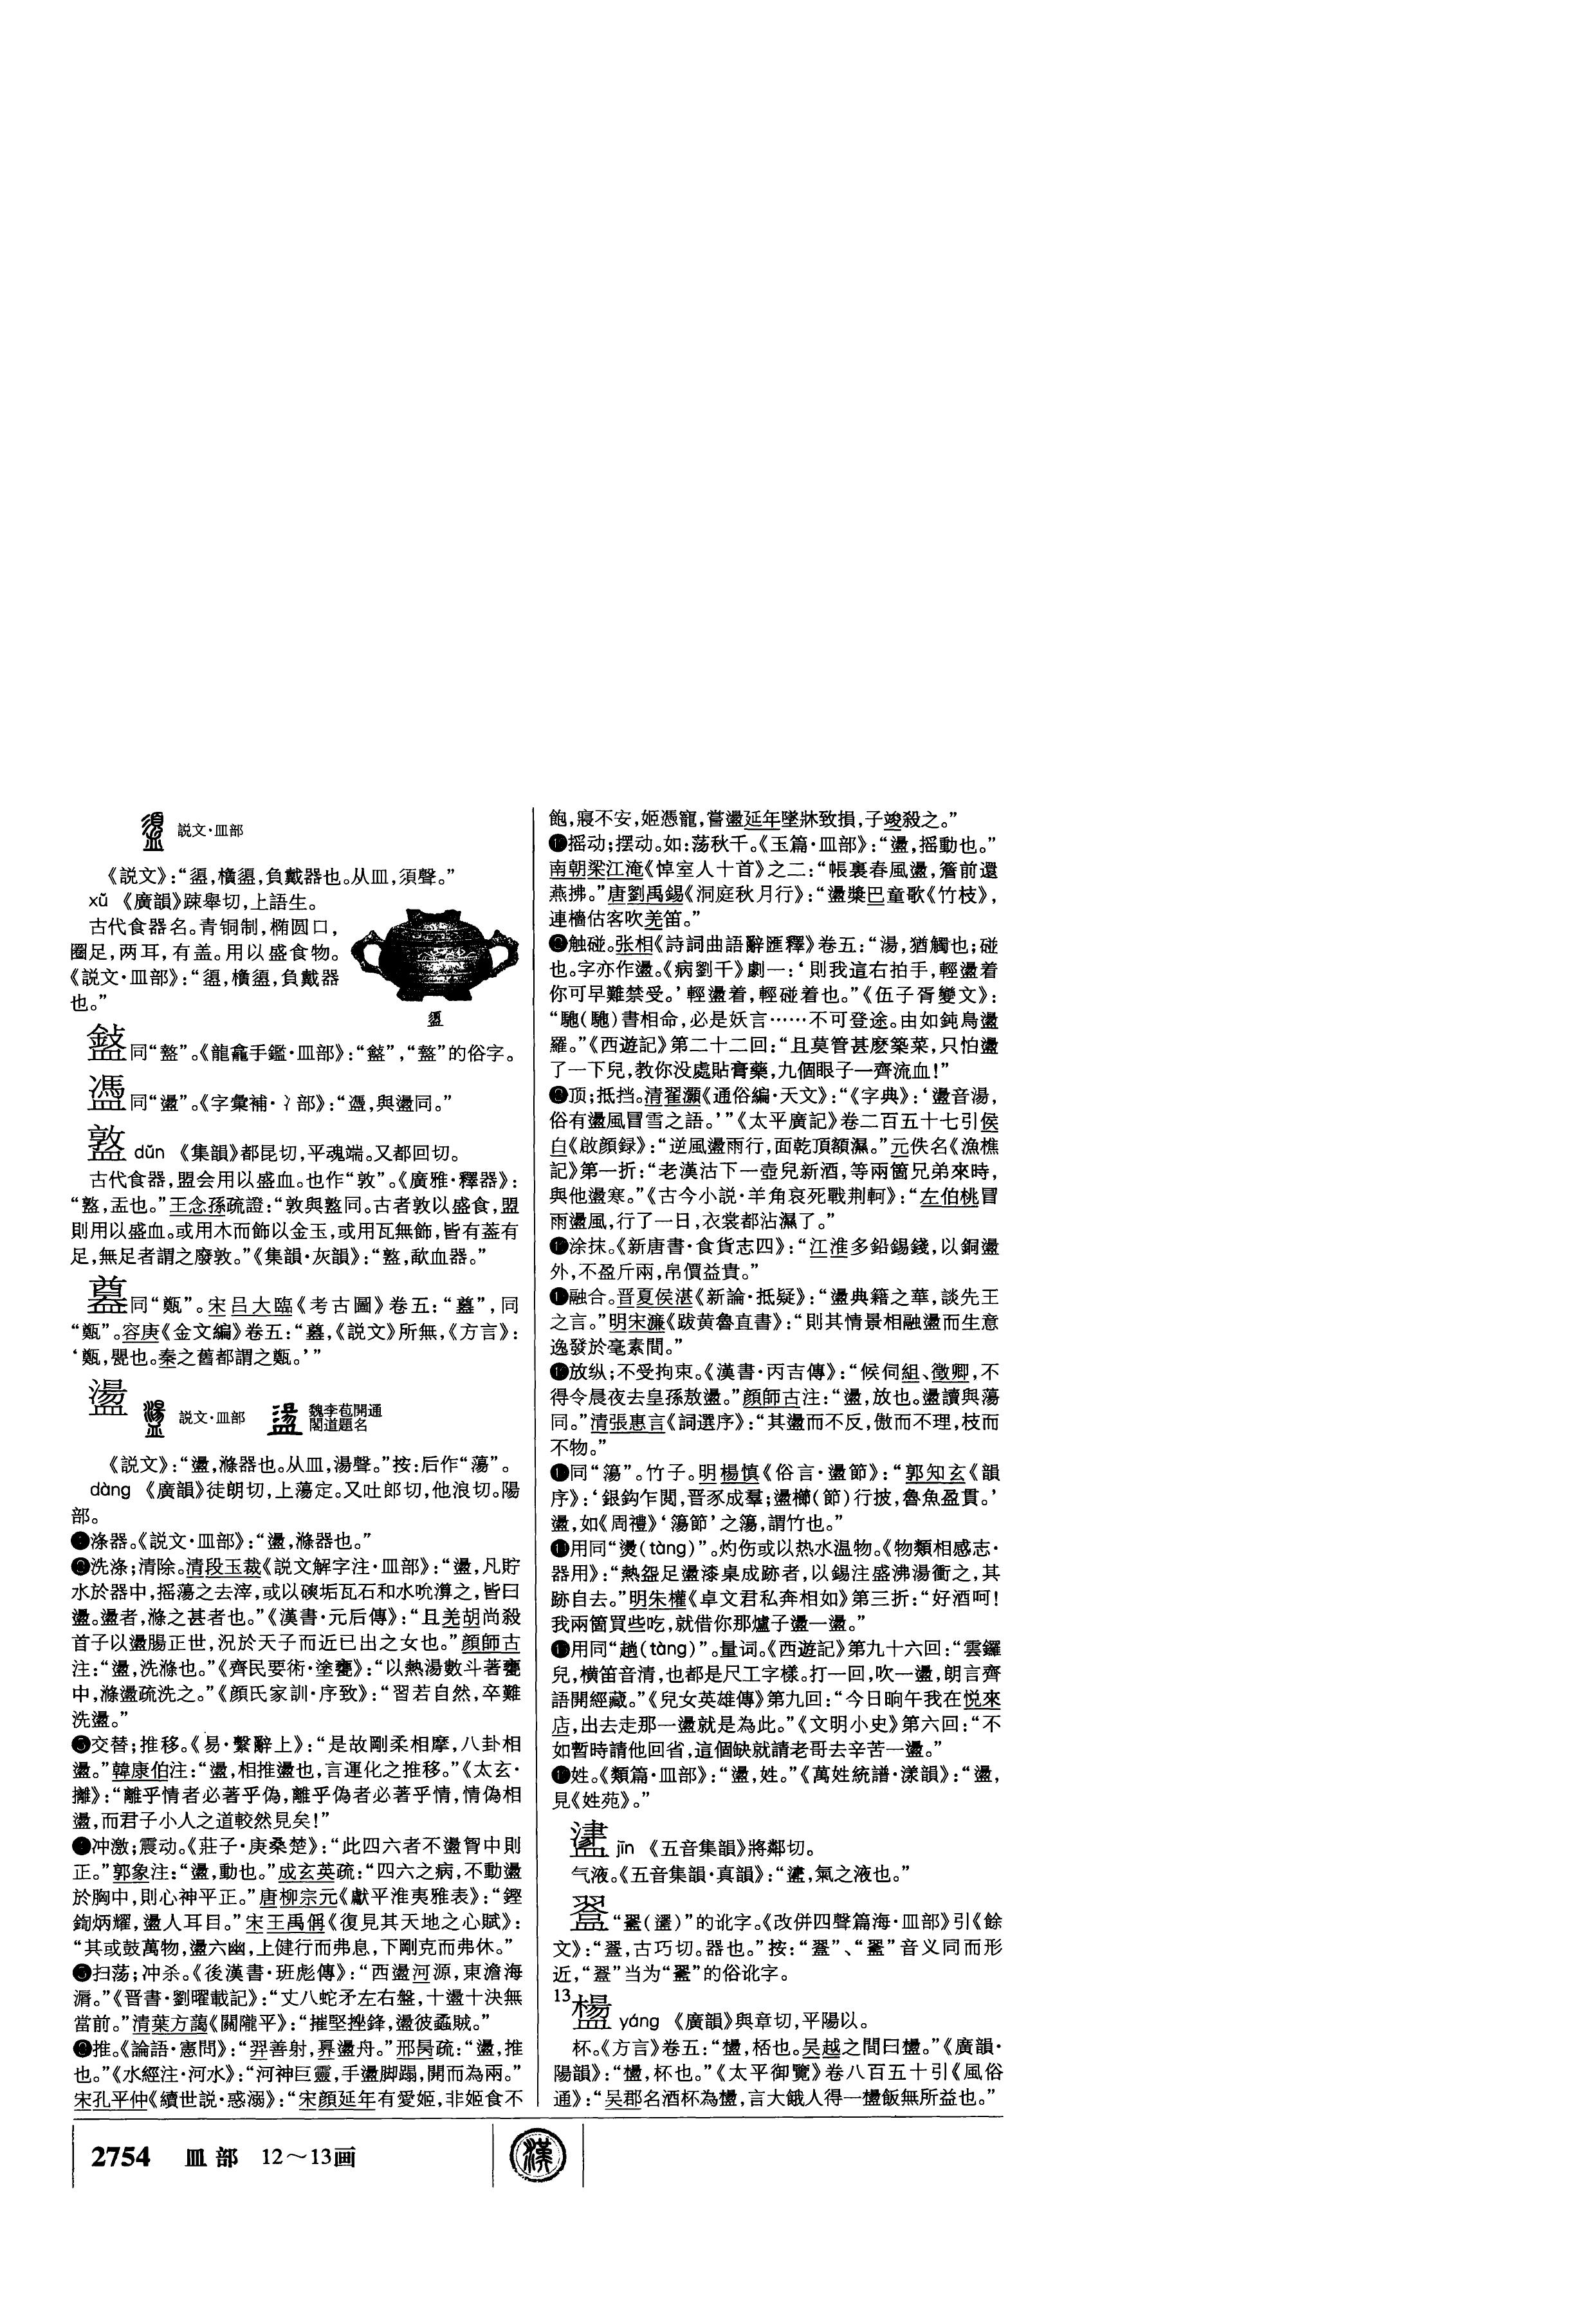 説文·皿部
《説文》：“盨，𣝕盨，負戴器也。从皿，須聲。”
xǔ 《廣韻》踈舉切，上語生。
古代食器名。青铜制，椭圆口，
圈足，两耳，有盖。用以盛食物。
《説文·皿部》：“盨，𣝕盨，負戴器
也。”
盨
同“盩”。《龍龕手鑑·皿部》：
的俗字。
同“盪”。《字彙補·冫部》：
與盪同。”
dūn 《集韻》都昆切，平魂端。又都回切。
古代食器，盟会用以盛血。也作“敦”。《廣雅·釋器》：
盂也。”王念孫疏證：“敦與
同。古者敦以盛食，盟
則用以盛血。或用木而飾以金玉，或用瓦無飾，皆有蓋有
足，無足者謂之廢敦。”《集韻·灰韻》：
歃血器。”
同“甑”。宋吕大臨《考古圖》卷五：
同
“甑”。容庚《金文編》卷五：
《説文》所無，《方言》：
‘甑，甖也。秦之舊都謂之甑。’”
盪 説文·皿部 魏李苞開通
閣道題名
《説文》：“盪，滌器也。从皿，湯聲。”按：后作“蕩”。
dàng 《廣韻》徒朗切，上蕩定。又吐郎切，他浪切。陽
部。
❶涤器。《説文·皿部》：“盪，滌器也。”
❷洗涤；清除。清段玉裁《説文解字注·皿部》：“盪，凡貯
水於器中，摇蕩之去滓，或以磢垢瓦石和水吮瀞之，皆曰
盪。盪者，滌之甚者也。”《漢書·元后傳》：“且羌胡尚殺
首子以盪腸正世，況於天子而近已出之女也。”顔師古
注：“盪，洗滌也。”《齊民要術·塗甕》：“以熱湯數斗著甕
中，滌盪疏洗之。”《顔氏家訓·序致》：“習若自然，卒難
洗盪。”
❸交替；推移。《易·繫辭上》：“是故剛柔相摩，八卦相
盪。”韓康伯注：“盪，相推盪也，言運化之推移。”《太玄·
攡》：“離乎情者必著乎偽，離乎偽者必著乎情，情偽相
盪，而君子小人之道較然見矣！”
❹冲激；震动。《莊子·庚桑楚》：“此四六者不盪胷中則
正。”郭象注：“盪，動也。”成玄英疏：“四六之病，不動盪
於胸中，則心神平正。”唐柳宗元《獻平淮夷雅表》：“鏗
鍧炳耀，盪人耳目。”宋王禹偁《復見其天地之心賦》：
“其或鼓萬物，盪六幽，上健行而弗息，下剛克而弗休。”
❺扫荡；冲杀。《後漢書·班彪傳》：“西盪河源，東澹海
漘。”《晋書·劉曜載記》：“丈八蛇矛左右盤，十盪十決無
當前。”清葉方藹《關隴平》：“摧堅挫鋒，盪彼蟊賊。”
❻推。《論語·憲問》：“羿善射，奡盪舟。”邢昺疏：“盪，推
也。”《水經注·河水》：“河神巨靈，手盪脚蹋，開而為兩。”
宋孔平仲《續世説·惑溺》：“宋顔延年有愛姬，非姬食不
飽，寢不安，姬憑寵，嘗盪延年墜牀致損，子竣殺之。”
❼摇动；摆动。如：荡秋千。《玉篇·皿部》：“盪，摇動也。”
南朝梁江淹《悼室人十首》之二：“帳裏春風盪，簷前還
燕拂。”唐劉禹錫《洞庭秋月行》：“盪槳巴童歌《竹枝》，
連檣估客吹羌笛。”
❽触碰。张相《詩詞曲語辭匯釋》卷五：“湯，猶觸也；碰
也。字亦作盪。《病劉千》劇一：‘則我這右拍手，輕盪着
你可早難禁受。’輕盪着，輕碰着也。”《伍子胥變文》：
“駞（馳）書相命，必是妖言……不可登途。由如鈍鳥盪
羅。”《西遊記》第二十二回：“且莫管甚麽築菜，只怕盪
了一下兒，教你没處貼膏藥，九個眼子一齊流血！”
❾顶；抵挡。清翟灝《通俗編·天文》：“《字典》：‘盪音湯，
俗有盪風冒雪之語。’”《太平廣記》卷二百五十七引侯
白《啟顔録》：“逆風盪雨行，面乾頂額濕。”元佚名《漁樵
記》第一折：“老漢沽下一壺兒新酒，等兩箇兄弟來時，
與他盪寒。”《古今小説·羊角哀死戰荆軻》：“左伯桃冒
雨盪風，行了一日，衣裳都沾濕了。”
❿涂抹。《新唐書·食貨志四》：“江淮多鉛錫錢，以銅盪
外，不盈斤兩，帛價益貴。”
⓫融合。晋夏侯湛《新論·抵疑》：“盪典籍之華，談先王
之言。”明宋濂《跋黄魯直書》：“則其情景相融盪而生意
逸發於毫素間。”
⓬放纵；不受拘束。《漢書·丙吉傳》：“候伺組、徵卿，不
得令晨夜去皇孫敖盪。”顔師古注：“盪，放也。盪讀與蕩
同。”清張惠言《詞選序》：“其盪而不反，傲而不理，枝而
不物。”
⓭同“簜”。竹子。明楊慎《俗言·盪節》：“郭知玄《韻
序》：‘銀鈎乍閲，晋豕成羣；盪櫛（節）行披，魯魚盈貫。’
盪，如《周禮》‘簜節’之簜，謂竹也。”
⓮用同“燙（tàng）”。灼伤或以热水温物。《物類相感志·
器用》：“熱盌足盪漆桌成跡者，以錫注盛沸湯衝之，其
跡自去。”明朱權《卓文君私奔相如》第三折：“好酒呵！
我兩箇買些吃，就借你那爐子盪一盪。”
⓯用同“趟（tàng）”。量词。《西遊記》第九十六回：“雲鑼
兒，横笛音清，也都是尺工字樣。打一回，吹一盪，朗言齊
語開經藏。”《兒女英雄傳》第九回：“今日晌午我在悦來
店，出去走那一盪就是為此。”《文明小史》第六回：“不
如暫時請他回省，這個缺就請老哥去辛苦一盪。”
⓰姓。《類篇·皿部》：“盪，姓。”《萬姓統譜·漾韻》：“盪，
見《姓苑》。”
jīn 《五音集韻》將鄰切。
气液。《五音集韻·真韻》：
氣之液也。”
的讹字。《改併四聲篇海·皿部》引《餘
文》：
古巧切。器也。”按：
音义同而形
近，
当为
的俗讹字。
13
yáng 《廣韻》與章切，平陽以。
杯。《方言》卷五：
桮也。吴越之間曰
《廣韻·
陽韻》：
杯也。”《太平御覽》卷八百五十引《風俗
通》：“吴郡名酒杯為
言大餓人得一
飯無所益也。”
2754 皿部 12～13画
漢